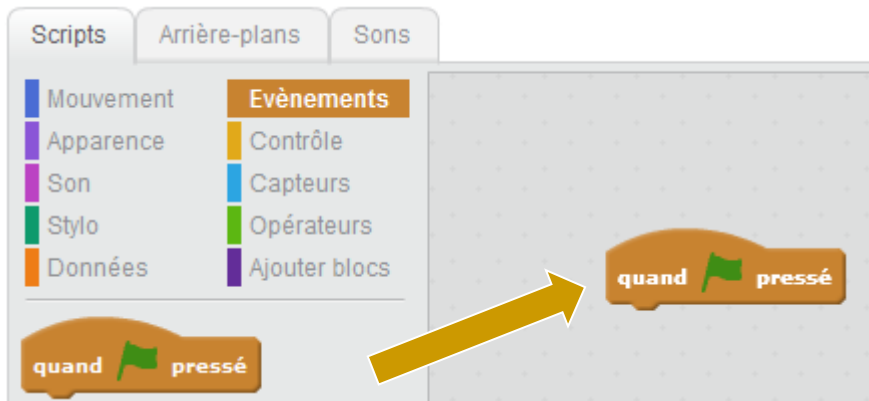 Scripts Arrière-plans Sons
Mouvement Evènements
Apparence Contrôle
Son Capteurs
Stylo Opérateurs
Données Ajouter blocs
quand pressé
quand pressé